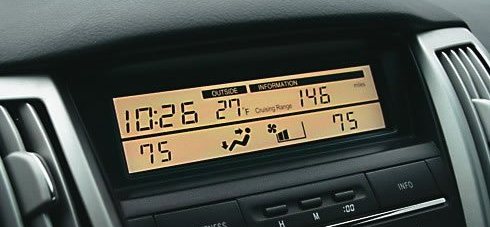 OUTSIDE INFORMATION
10:26 27°F Cruising Range 146 miles
75 75
INFO
H M :00